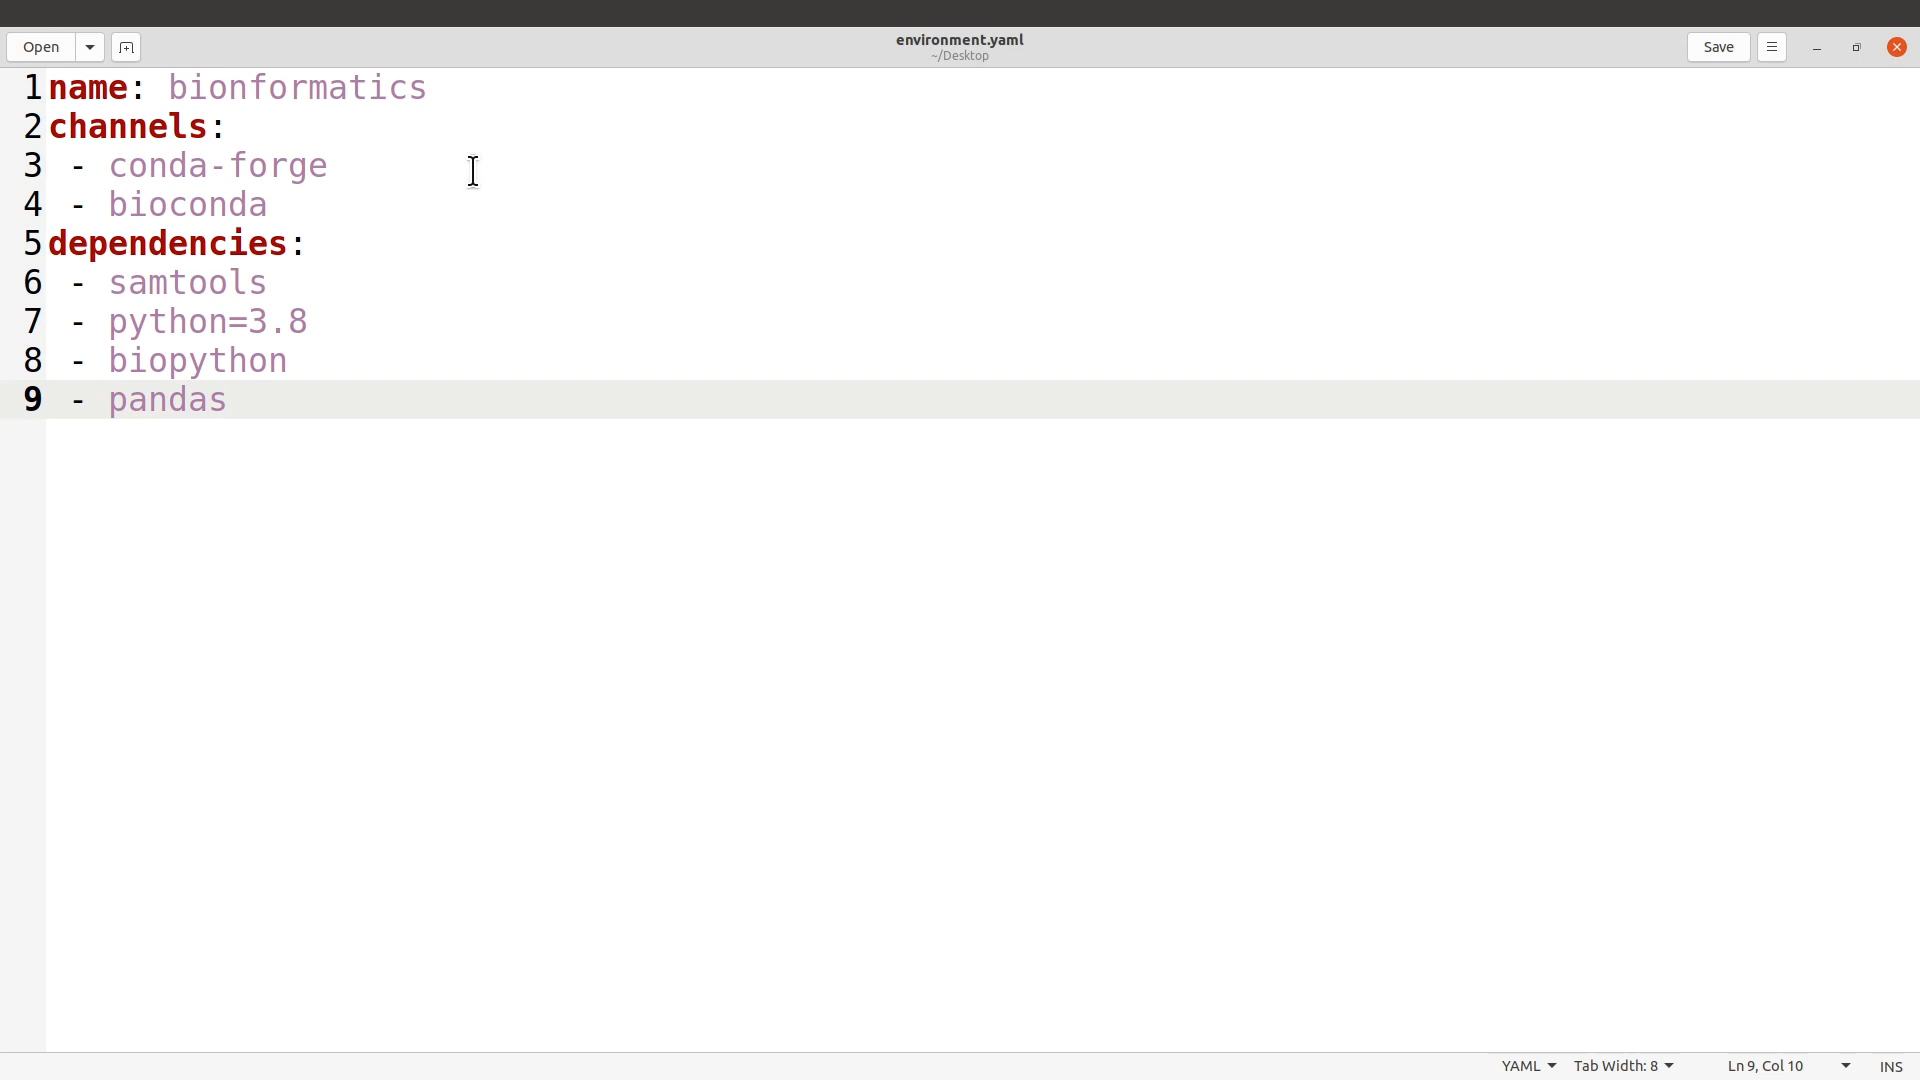 Open
environment.yaml
~/Desktop
Save
1 name: bionformatics
2 channels:
3  - conda-forge
4  - bioconda
5 dependencies:
6  - samtools
7  - python=3.8
8  - biopython
9  - pandas
YAML Tab Width: 8 Ln 9, Col 10 INS